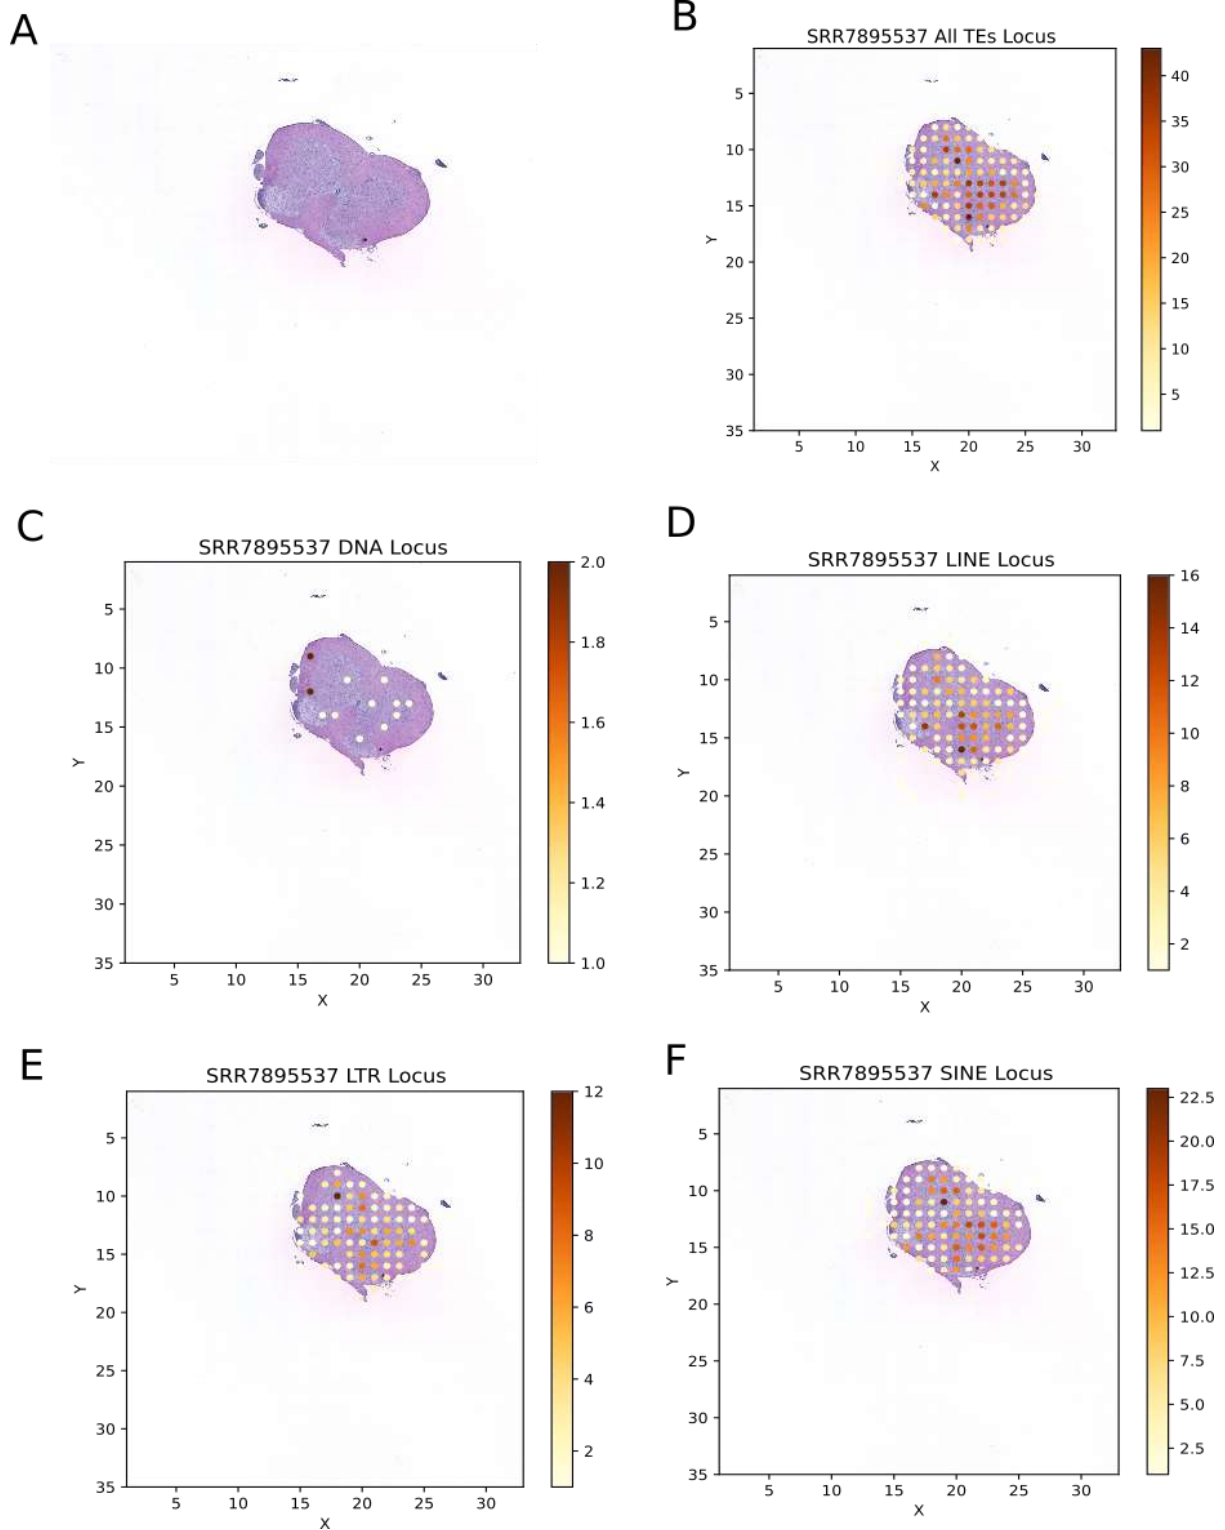 A
B
SRR7895537 All TEs Locus
5
10
15
20
25
30
35
Y
5 10 15 20 25 30
X
40
35
30
25
20
15
10
5
C
SRR7895537 DNA Locus
5
10
15
20
25
30
35
Y
5 10 15 20 25 30
X
2.0
1.8
1.6
1.4
1.2
1.0
D
SRR7895537 LINE Locus
5
10
15
20
25
30
35
Y
5 10 15 20 25 30
X
16
14
12
10
8
6
4
2
E
SRR7895537 LTR Locus
5
10
15
20
25
30
35
Y
5 10 15 20 25 30
X
12
10
8
6
4
2
F
SRR7895537 SINE Locus
5
10
15
20
25
30
35
Y
5 10 15 20 25 30
X
22.5
20.0
17.5
15.0
12.5
10.0
7.5
5.0
2.5